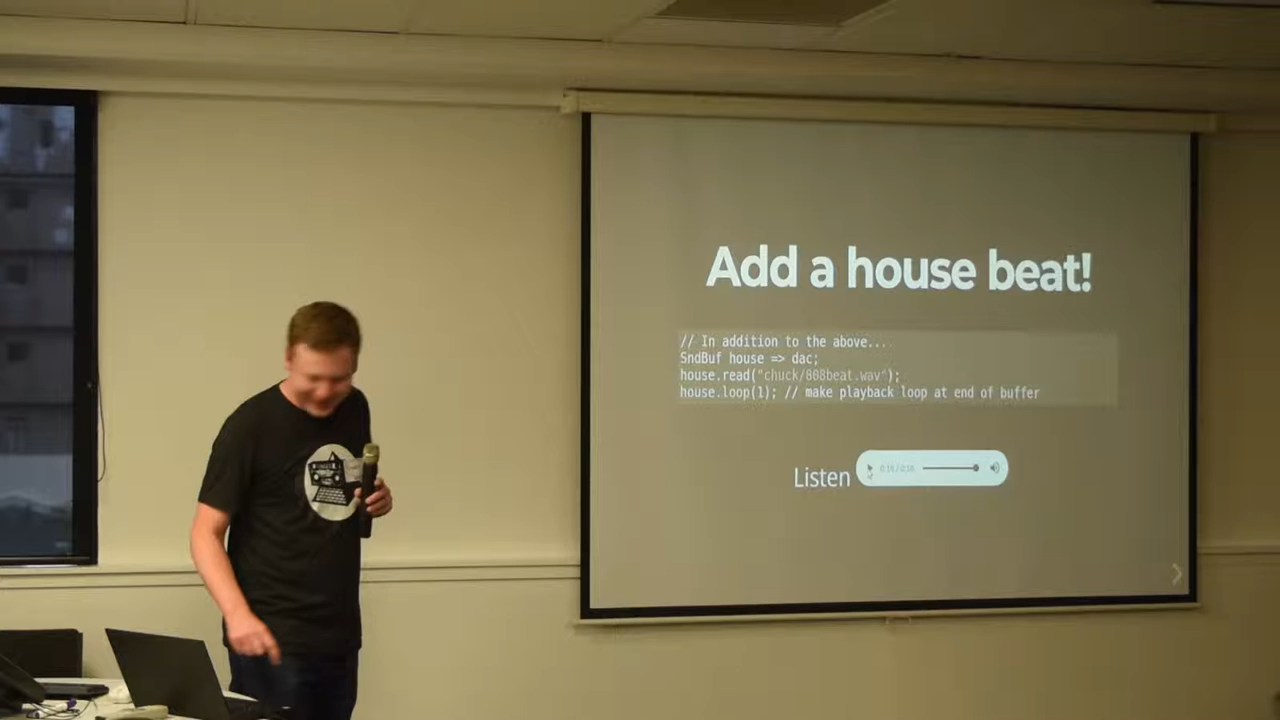 Add a house beat!
// In addition to the above...
SndBuf house => dac;
house.read("chuck/808beat.wav");
house.loop(1); // make playback loop at end of buffer
Listen